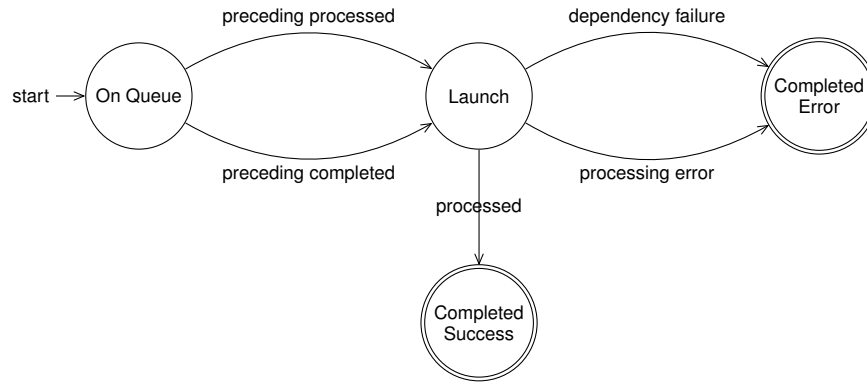 preceding processed
dependency failure
start
On Queue
Launch
Completed
Error
preceding completed
processing error
processed
Completed
Success